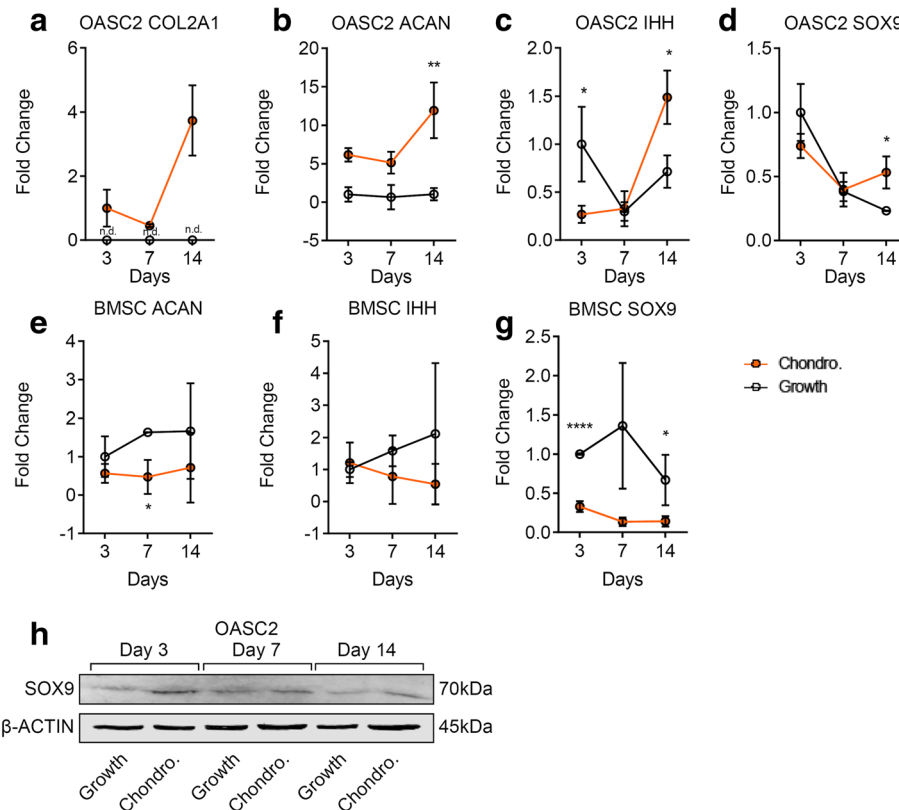 a
OASC2 COL2A1
Fold Change
6
4
2
0
n.d.
n.d.
n.d.
3
7
14
Days
b
OASC2 ACAN
Fold Change
20
15
10
5
0
-5
**
3
7
14
Days
c
OASC2 IHH
Fold Change
2.0
1.5
1.0
0.5
0.0
*
*
3
7
14
Days
d
OASC2 SOX9
Fold Change
1.5
1.0
0.5
0.0
*
3
7
14
Days
e
BMSC ACAN
Fold Change
4
3
2
1
0
-1
*
3
7
14
Days
f
BMSC IHH
Fold Change
5
4
3
2
1
0
-1
3
7
14
Days
g
BMSC SOX9
Fold Change
2.5
2.0
1.5
1.0
0.5
0.0
****
*
3
7
14
Days
Chondro.
Growth
h
OASC2
Day 3
Day 7
Day 14
SOX9
70kDa
β-ACTIN
45kDa
Growth
Chondro.
Growth
Chondro.
Growth
Chondro.